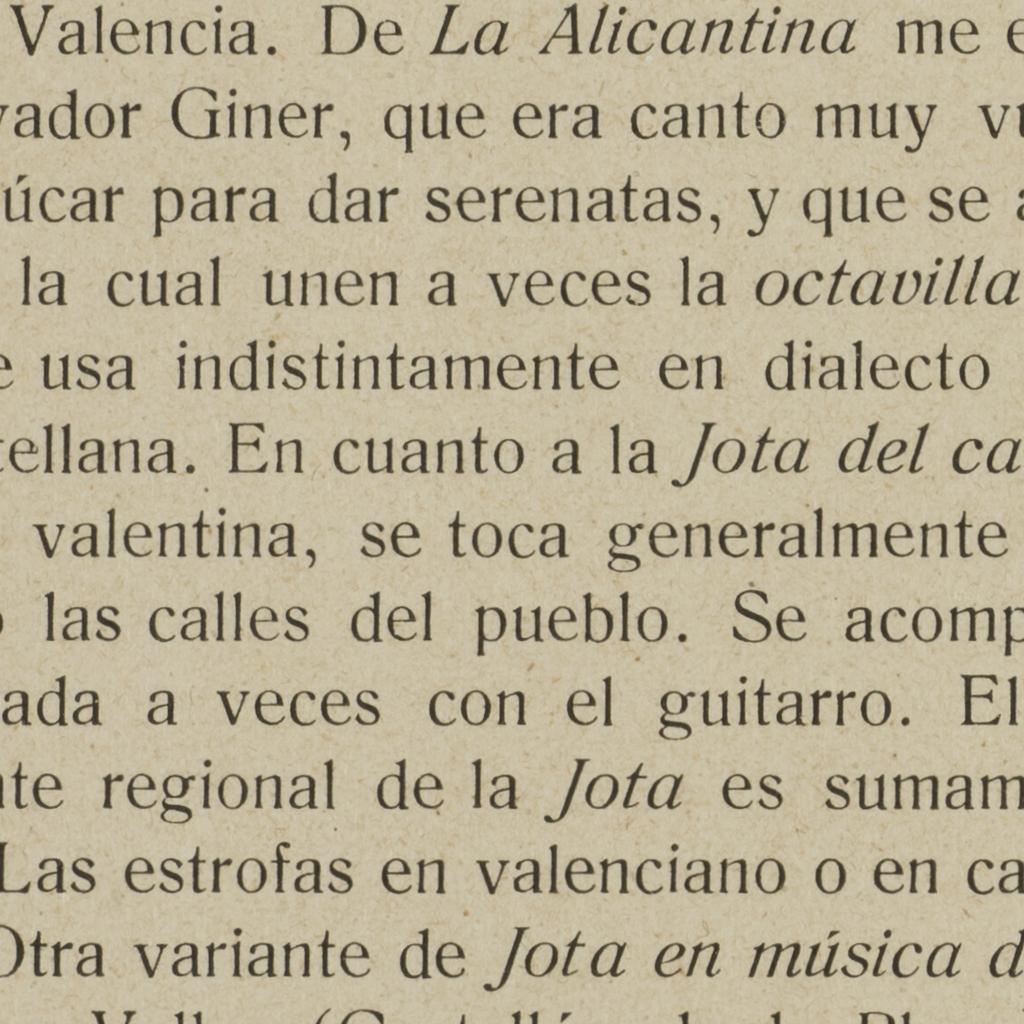 Valencia. De La Alicantina me e
vador Giner, que era canto muy vu
úcar para dar serenatas, y que se a
la cual unen a veces la octavilla
e usa indistintamente en dialecto
tellana. En cuanto a la Jota del ca
valentina, se toca generalmente
o las calles del pueblo. Se acomp
ada a veces con el guitarro. El
nte regional de la Jota es sumam
Las estrofas en valenciano o en ca
Otra variante de Jota en música d